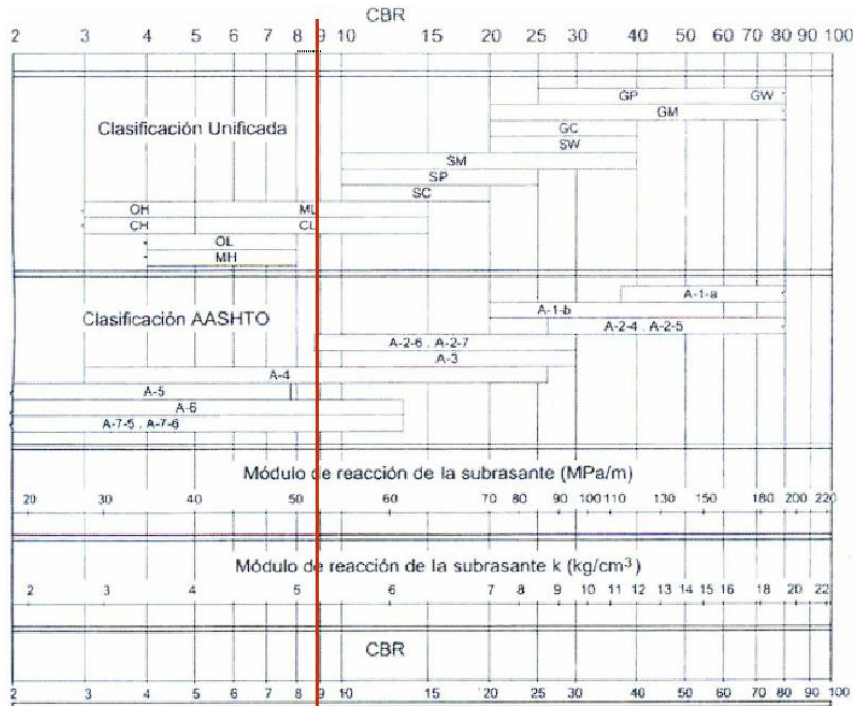 CBR
2 3 4 5 6 7 8 9 10 15 20 25 30 40 50 60 70 80 90 100
GP GW
GM
Clasificación Unificada
GC
SW
SM
SP
SC
OH ML
CH CL
OL
MH
A-1-a
Clasificación AASHTO
A-1-b
A-2-4 . A-2-5
A-2-6 . A-2-7
A-3
A-4
A-5
A-6
A-7-5 . A-7-6
Módulo de reacción de la subrasante (MPa/m)
20 30 40 50 60 70 80 90 100 110 130 150 180 200 220
Módulo de reacción de la subrasante k (kg/cm³)
2 3 4 5 6 7 8 9 10 11 12 13 14 15 16 18 20 22
CBR
2 3 4 5 6 7 8 9 10 15 20 25 30 40 50 60 70 80 90 100